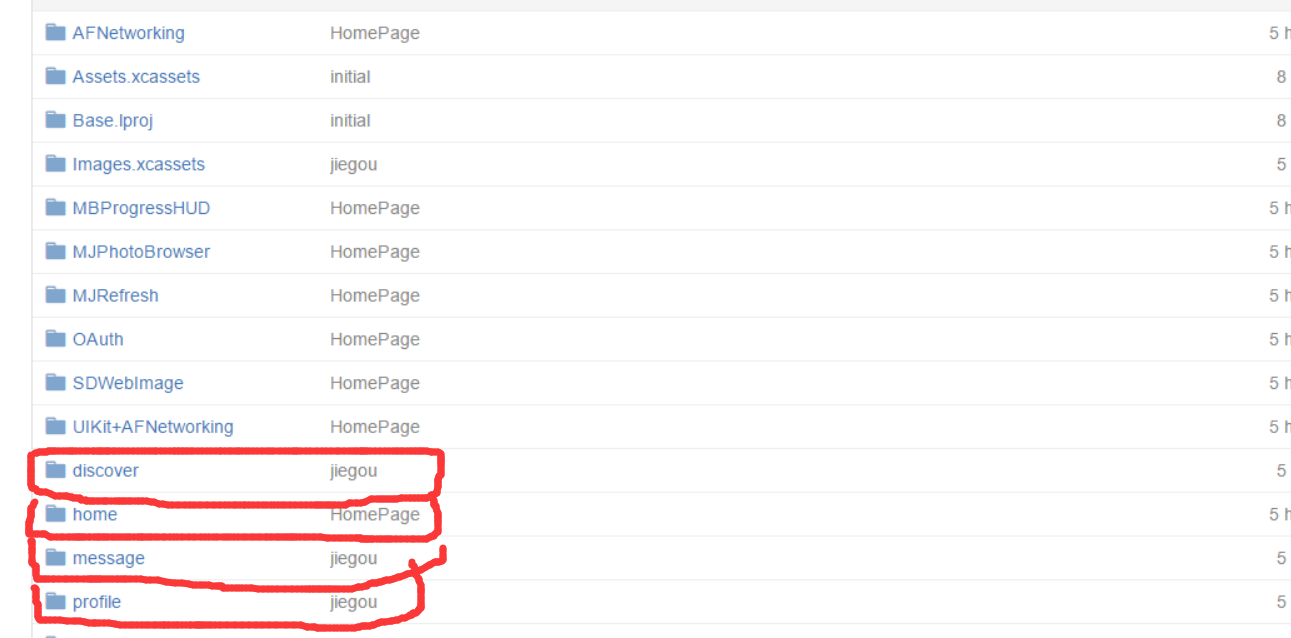 AFNetworking HomePage 5 h
Assets.xcassets initial 8
Base.lproj initial 8
Images.xcassets jiegou 5
MBProgressHUD HomePage 5 h
MJPhotoBrowser HomePage 5 h
MJRefresh HomePage 5 h
OAuth HomePage 5 h
SDWebImage HomePage 5 h
UIKit+AFNetworking HomePage 5 h
discover jiegou 5
home HomePage 5 h
message jiegou 5
profile jiegou 5